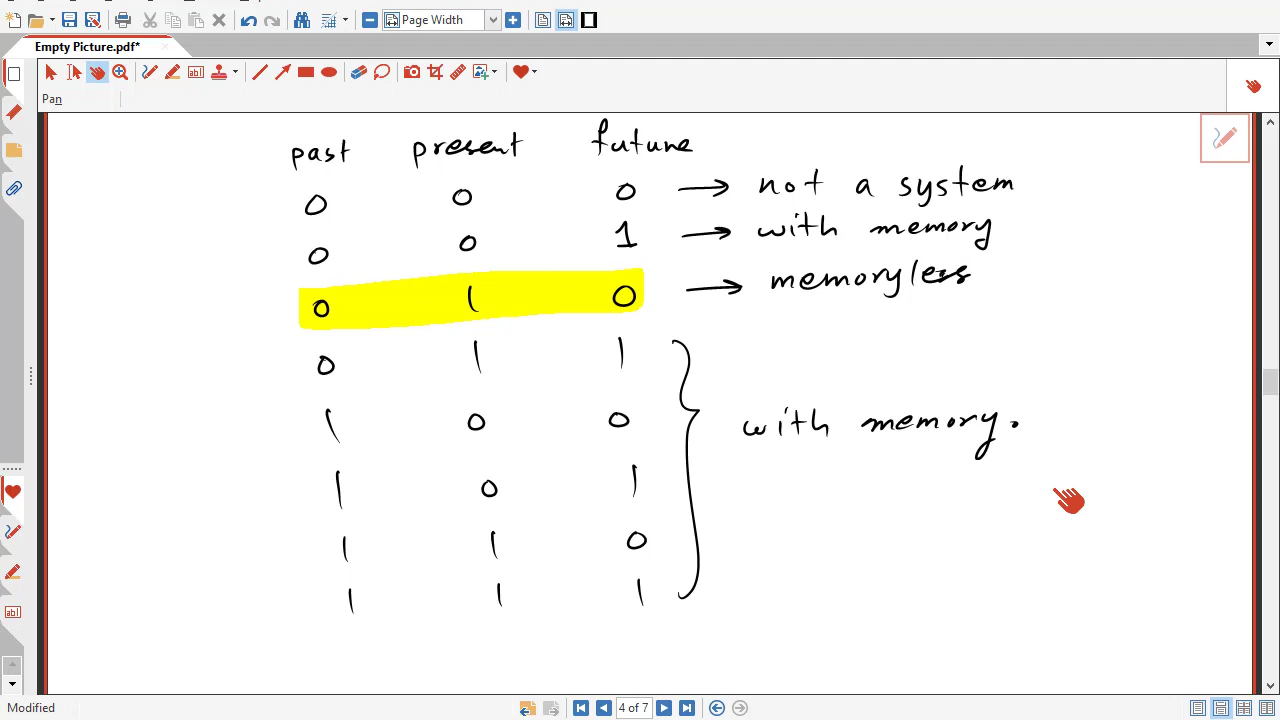 Page Width
Empty Picture.pdf*
Pan
past present future
0 0 0 → not a system
0 0 1 → with memory
0 1 0 → memoryless
0 1 1
1 0 0 with memory.
1 0 1
1 1 0
1 1 1
Modified 4 of 7